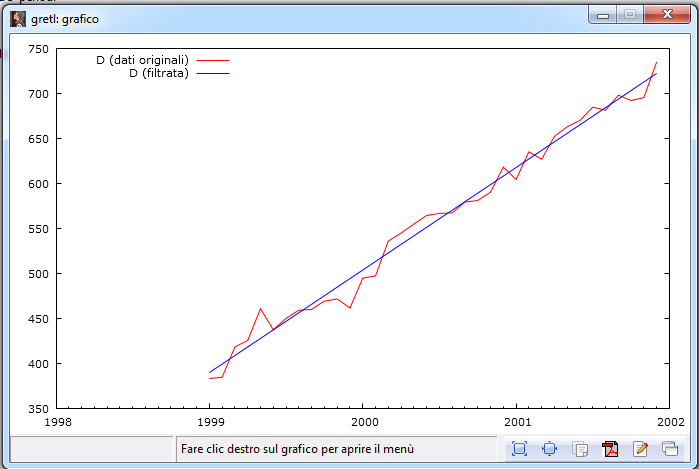 gretl: grafico
D (dati originali)
D (filtrata)
750
700
650
600
550
500
450
400
350
1998 1999 2000 2001 2002
Fare clic destro sul grafico per aprire il menù